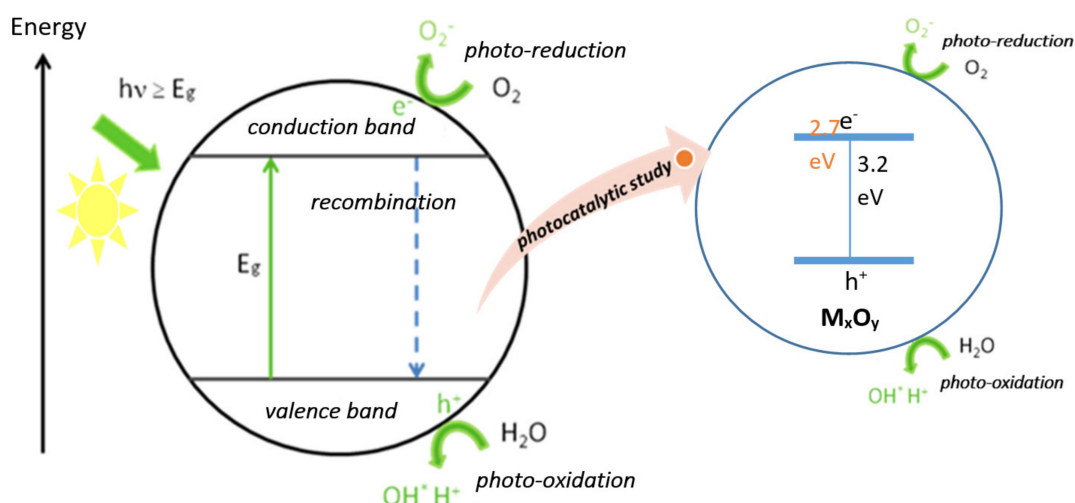 Energy
hν ≥ Eg
O₂⁻
photo-reduction
O₂
e⁻
conduction band
recombination
Eg
valence band
h⁺
H₂O
photo-oxidation
OH* H⁺
photocatalytic study
O₂⁻
photo-reduction
O₂
2.7 e⁻
eV
3.2
eV
h⁺
MₓOᵧ
H₂O
photo-oxidation
OH* H⁺